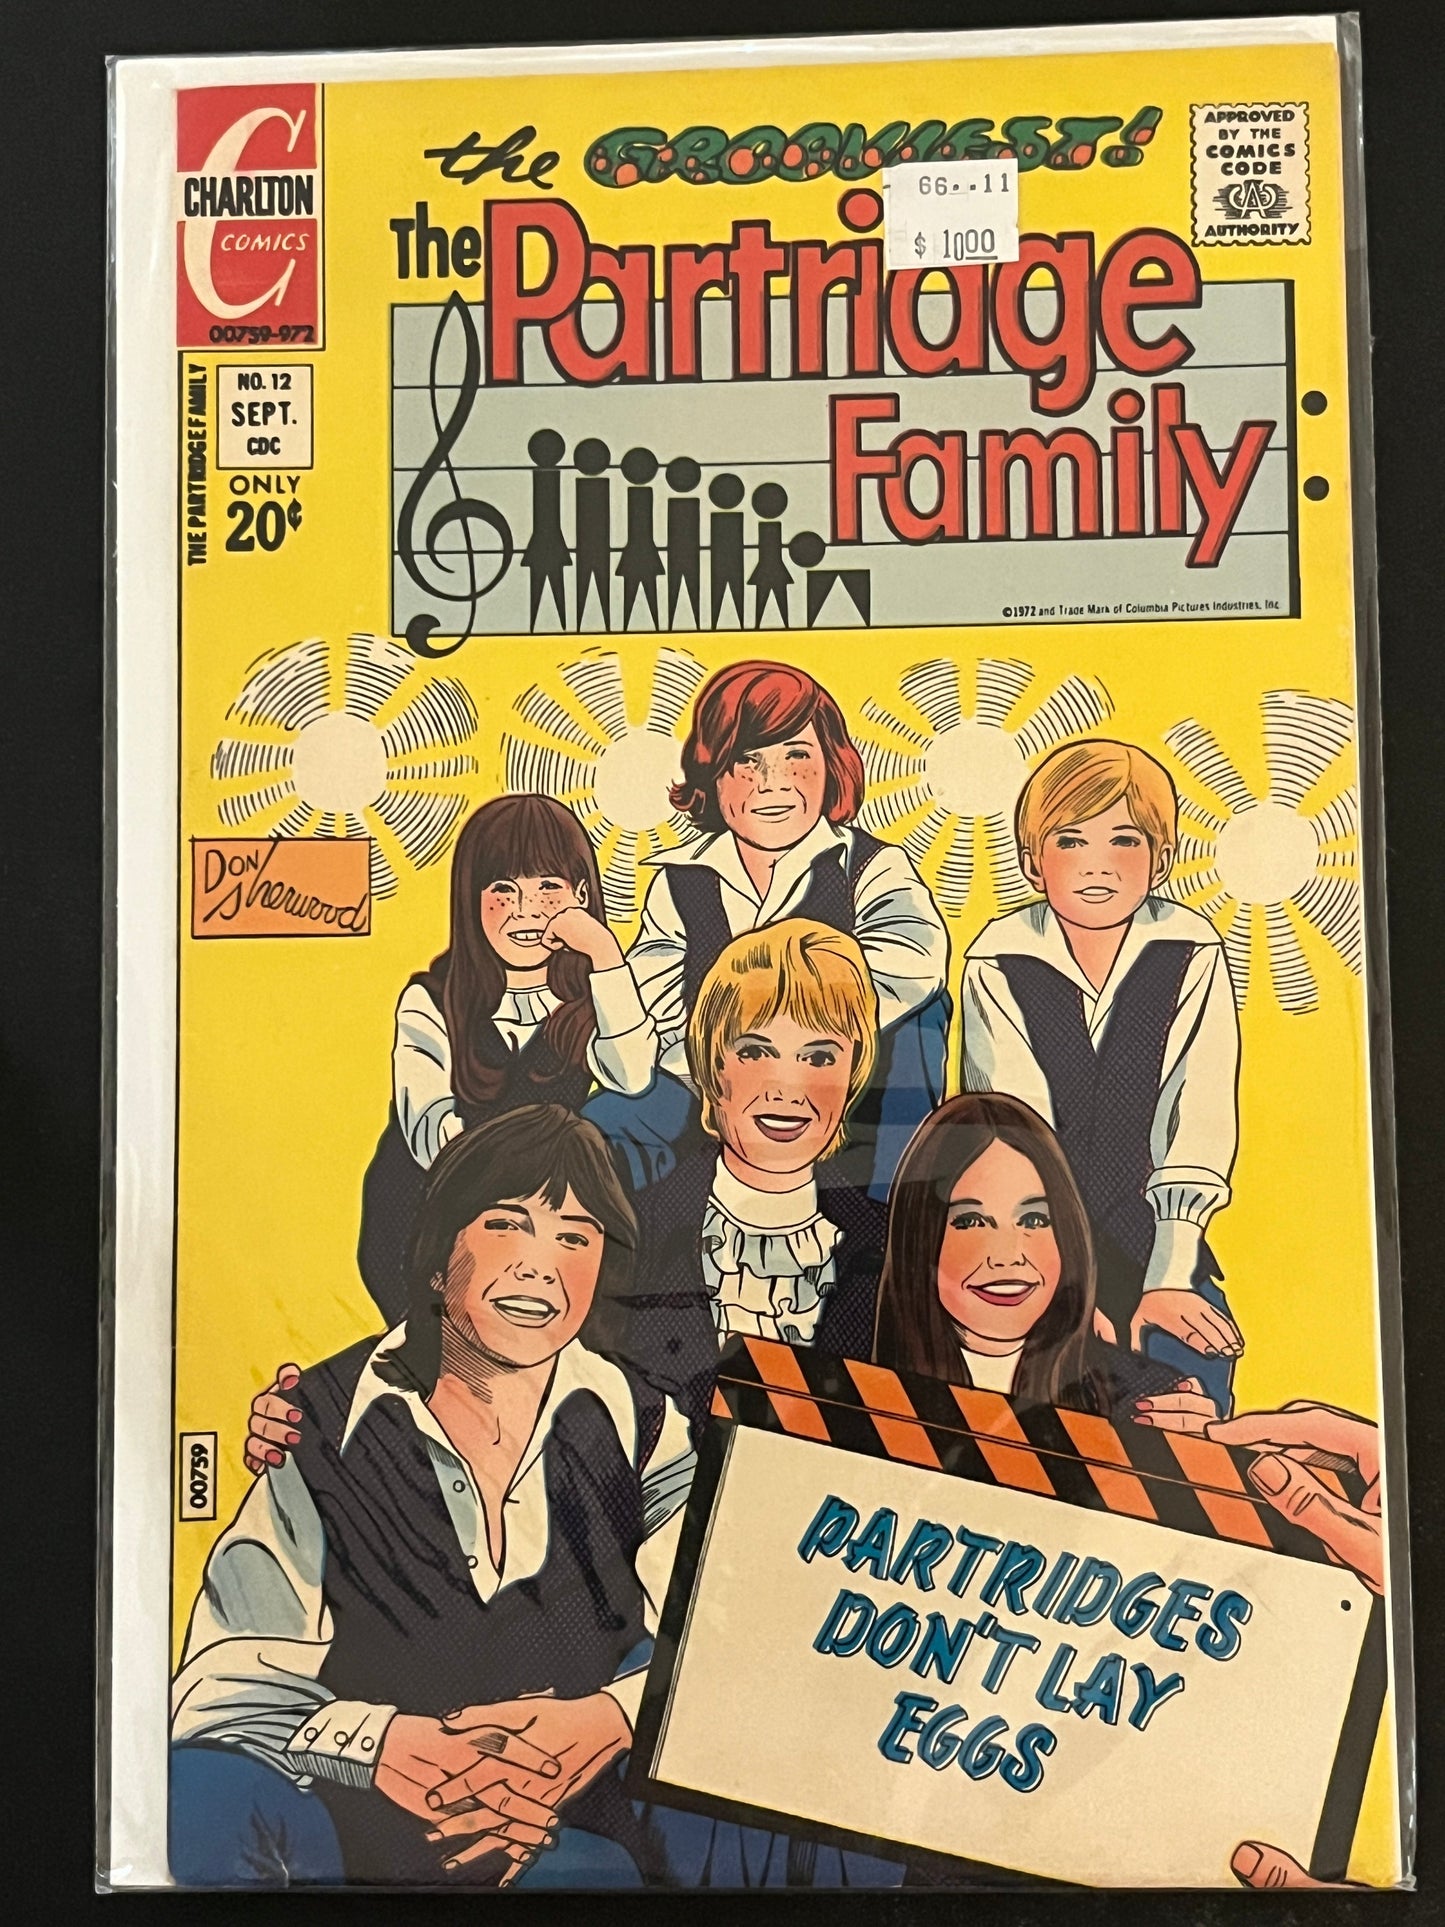 CHARLTON
COMICS
00759-972
the GROOVIEST!
APPROVED
BY THE
COMICS
CODE
CA
AUTHORITY
66..11
$ 10.00
The Partridge
Family
THE PARTRIDGE FAMILY
NO. 12
SEPT.
CDC
ONLY
20¢
©1972 and Trade Mark of Columbia Pictures Industries, Inc.
DON
Sherwood
00759
PARTRIDGES
DON'T LAY
EGGS